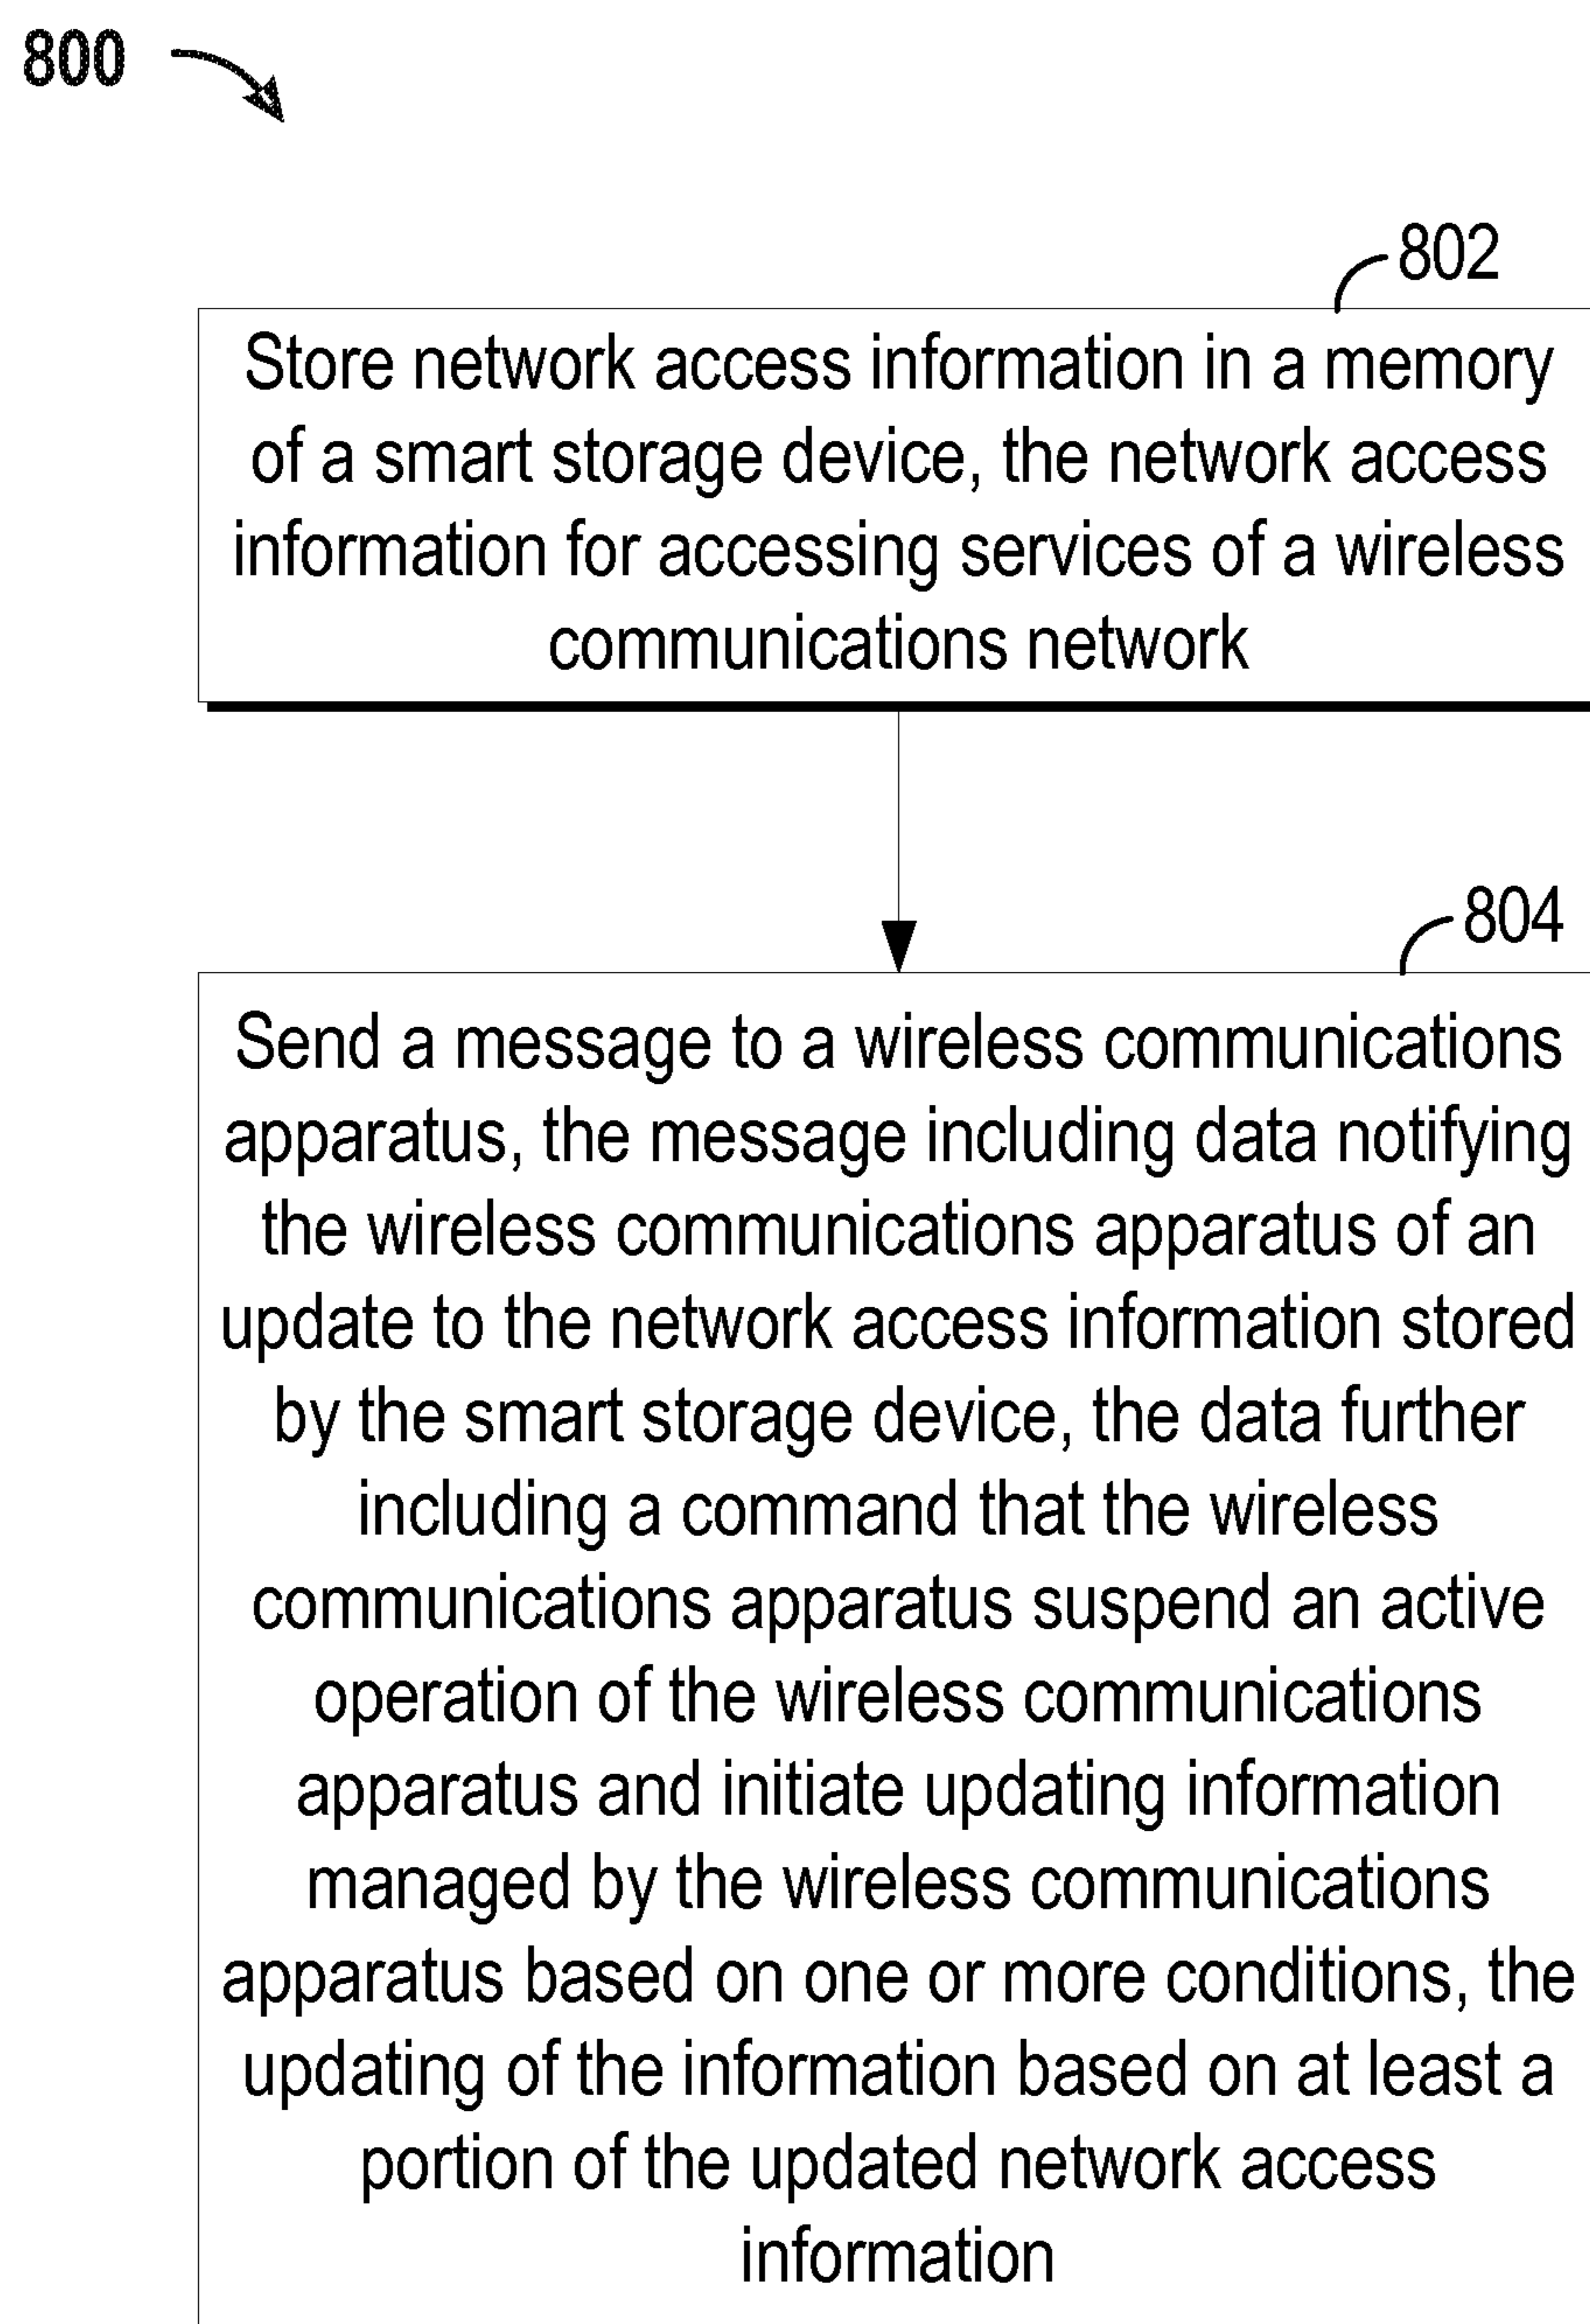 800
802
Store network access information in a memory
of a smart storage device, the network access
information for accessing services of a wireless
communications network
804
Send a message to a wireless communications
apparatus, the message including data notifying
the wireless communications apparatus of an
update to the network access information stored
by the smart storage device, the data further
including a command that the wireless
communications apparatus suspend an active
operation of the wireless communications
apparatus and initiate updating information
managed by the wireless communications
apparatus based on one or more conditions, the
updating of the information based on at least a
portion of the updated network access
information